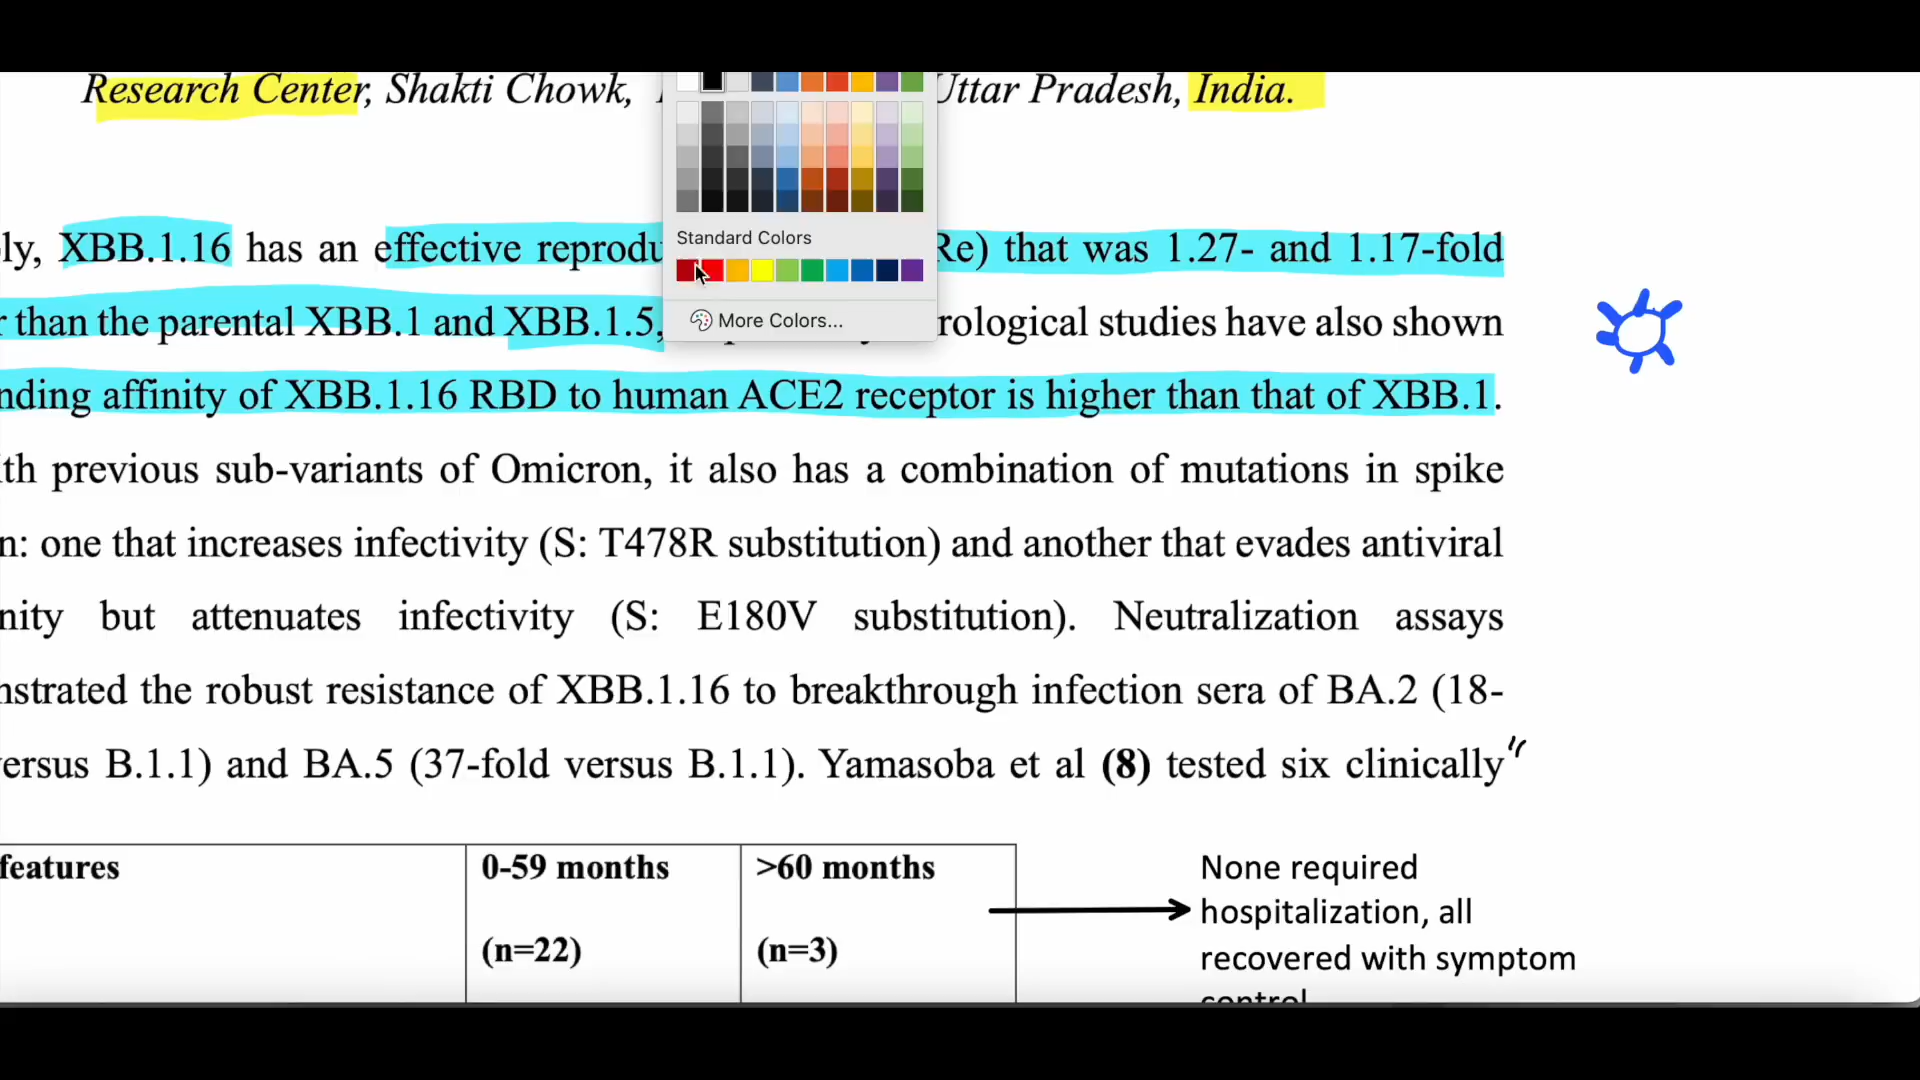 Research Center, Shakti Chowk, Uttar Pradesh, India.
ly, XBB.1.16 has an effective reprodu Re) that was 1.27- and 1.17-fold
r than the parental XBB.1 and XBB.1.5, rological studies have also shown
nding affinity of XBB.1.16 RBD to human ACE2 receptor is higher than that of XBB.1.
ith previous sub-variants of Omicron, it also has a combination of mutations in spike
n: one that increases infectivity (S: T478R substitution) and another that evades antiviral
nity but attenuates infectivity (S: E180V substitution). Neutralization assays
nstrated the robust resistance of XBB.1.16 to breakthrough infection sera of BA.2 (18-
ersus B.1.1) and BA.5 (37-fold versus B.1.1). Yamasoba et al (8) tested six clinically
Standard Colors
More Colors...
features
0-59 months
(n=22)
>60 months
(n=3)
None required
hospitalization, all
recovered with symptom
control